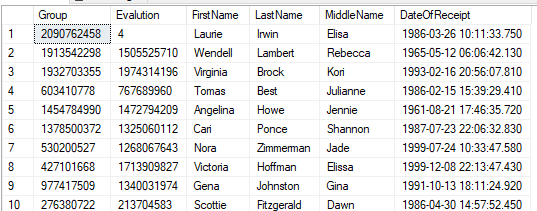 Group Evalution FirstName LastName MiddleName DateOfReceipt
1 2090762458 4 Laurie Irwin Elisa 1986-03-26 10:11:33.750
2 1913542298 1505525710 Wendell Lambert Rebecca 1965-05-12 06:06:42.130
3 1932703355 1974314196 Virginia Brock Kori 1993-02-16 20:56:07.810
4 603410778 767689960 Tomas Best Julianne 1986-02-15 15:39:29.410
5 1454784990 1472794209 Angelina Howe Jennie 1961-08-21 17:46:35.720
6 1378500372 1325060112 Cari Ponce Shannon 1987-07-23 22:06:32.830
7 530200527 1268067643 Nora Zimmerman Jade 1999-07-24 10:33:47.580
8 427101668 1713909827 Victoria Hoffman Elissa 1999-12-08 22:13:47.430
9 977417509 1340031974 Gena Johnston Gina 1991-10-13 18:11:24.920
10 276380722 213704583 Scottie Fitzgerald Dawn 1986-04-30 14:57:52.450